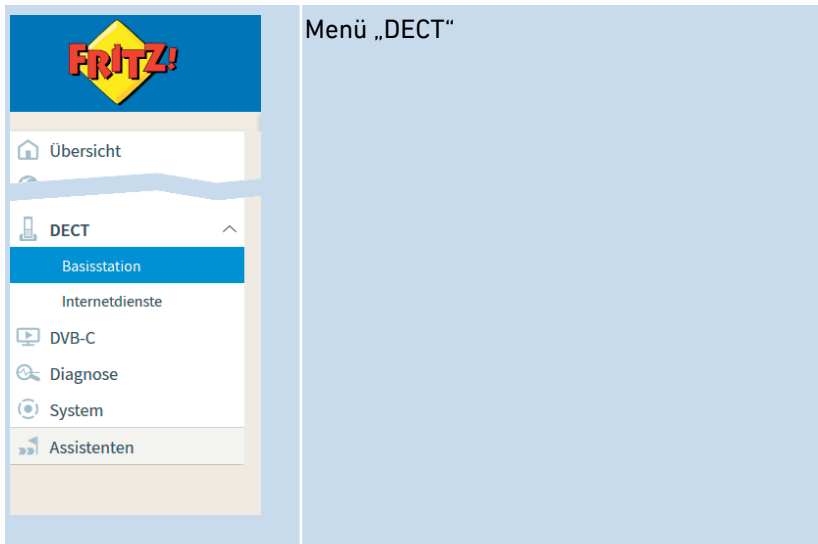 FRITZ!
Menü „DECT“
Übersicht
DECT
Basisstation
Internetdienste
DVB-C
Diagnose
System
Assistenten